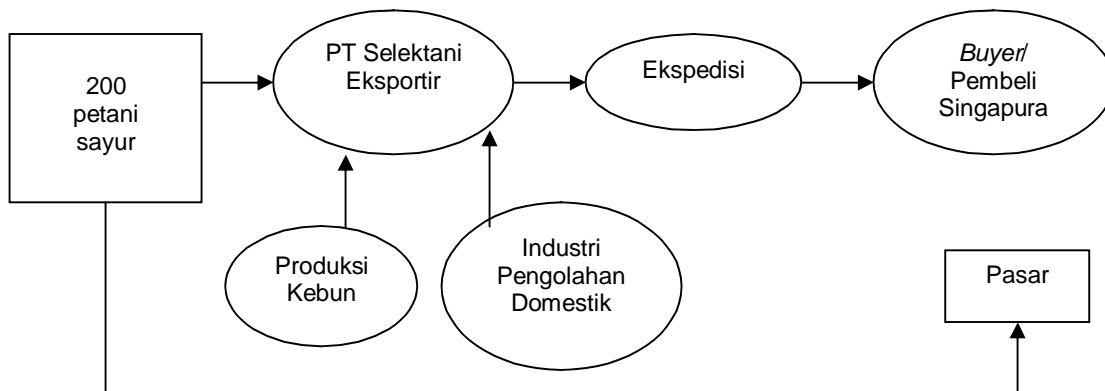 200
petani
sayur
PT Selektani
Eksportir
Ekspedisi
Buyer/
Pembeli
Singapura
Produksi
Kebun
Industri
Pengolahan
Domestik
Pasar